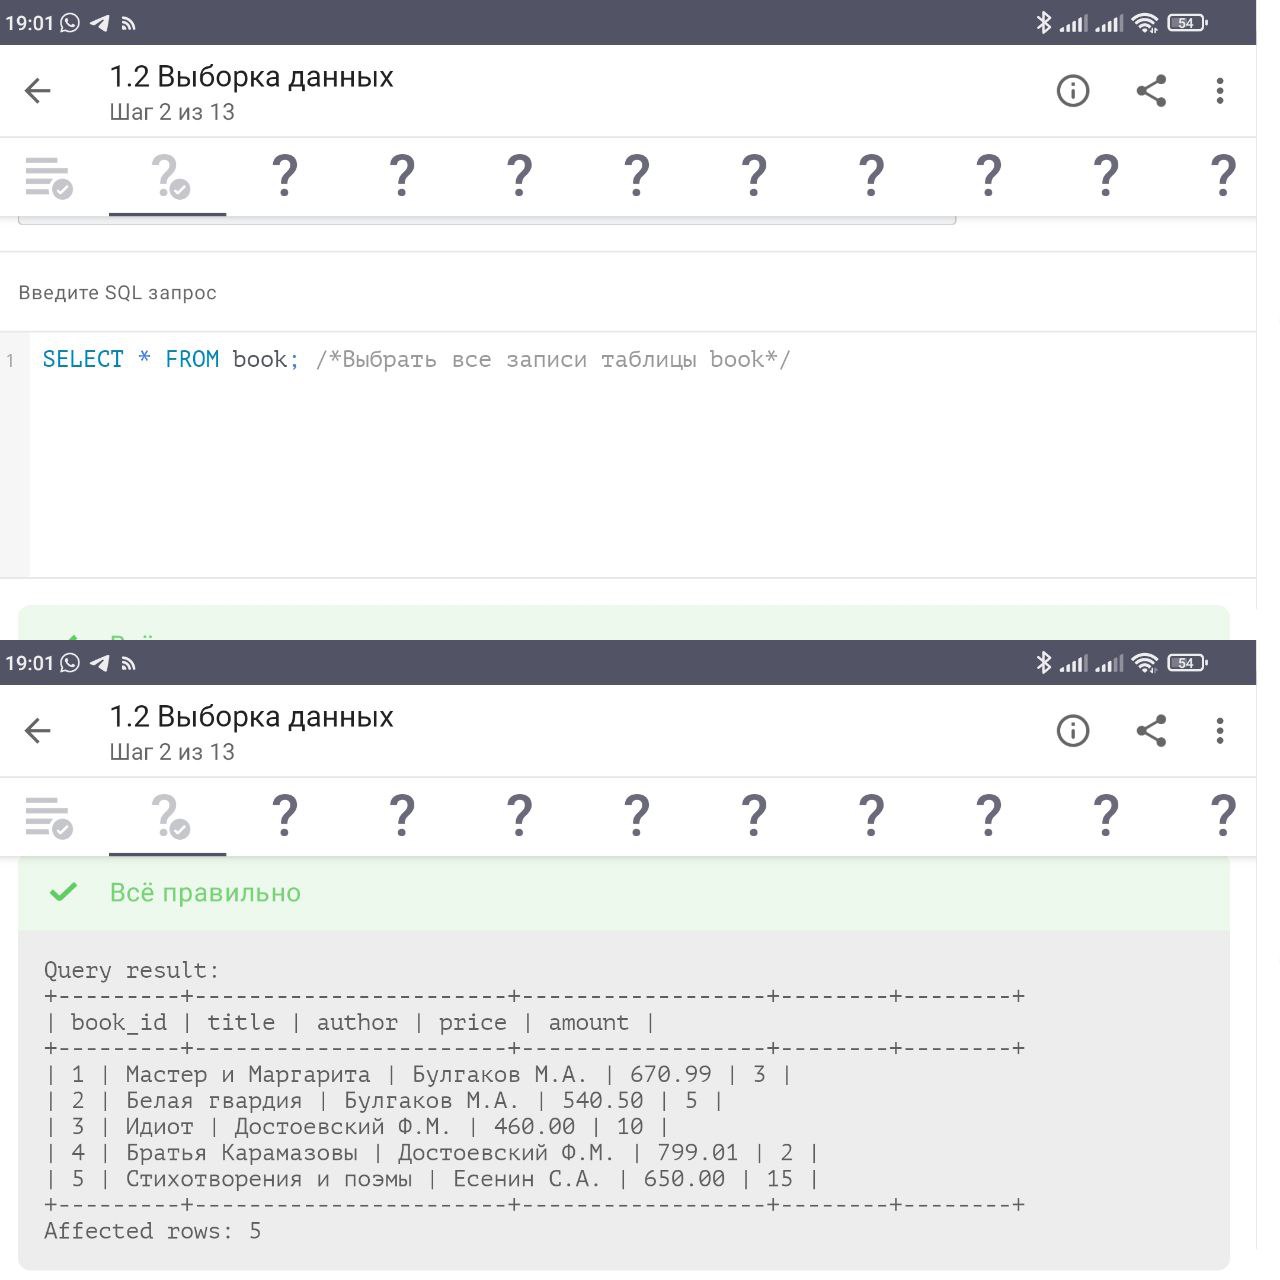 19:01
54
1.2 Выборка данных
Шаг 2 из 13
? ? ? ? ? ? ? ? ? ?
Введите SQL запрос
1 SELECT * FROM book; /*Выбрать все записи таблицы book*/
19:01
54
1.2 Выборка данных
Шаг 2 из 13
? ? ? ? ? ? ? ? ? ?
Всё правильно
Query result:
+---------+-----------------------+------------------+--------+--------+
| book_id | title | author | price | amount |
+---------+-----------------------+------------------+--------+--------+
| 1 | Мастер и Маргарита | Булгаков М.А. | 670.99 | 3 |
| 2 | Белая гвардия | Булгаков М.А. | 540.50 | 5 |
| 3 | Идиот | Достоевский Ф.М. | 460.00 | 10 |
| 4 | Братья Карамазовы | Достоевский Ф.М. | 799.01 | 2 |
| 5 | Стихотворения и поэмы | Есенин С.А. | 650.00 | 15 |
+---------+-----------------------+------------------+--------+--------+
Affected rows: 5